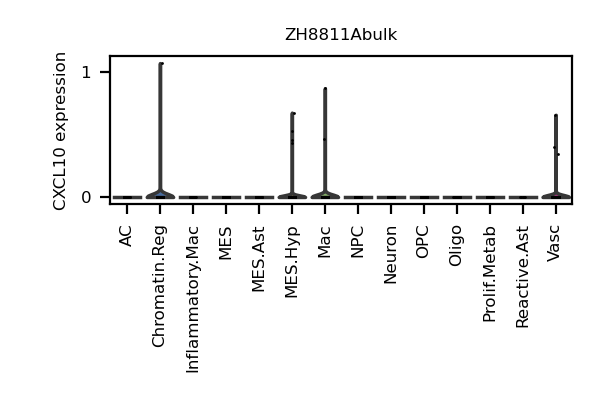 ZH8811Abulk
CXCL10 expression
1
0
AC
Chromatin.Reg
Inflammatory.Mac
MES
MES.Ast
MES.Hyp
Mac
NPC
Neuron
OPC
Oligo
Prolif.Metab
Reactive.Ast
Vasc